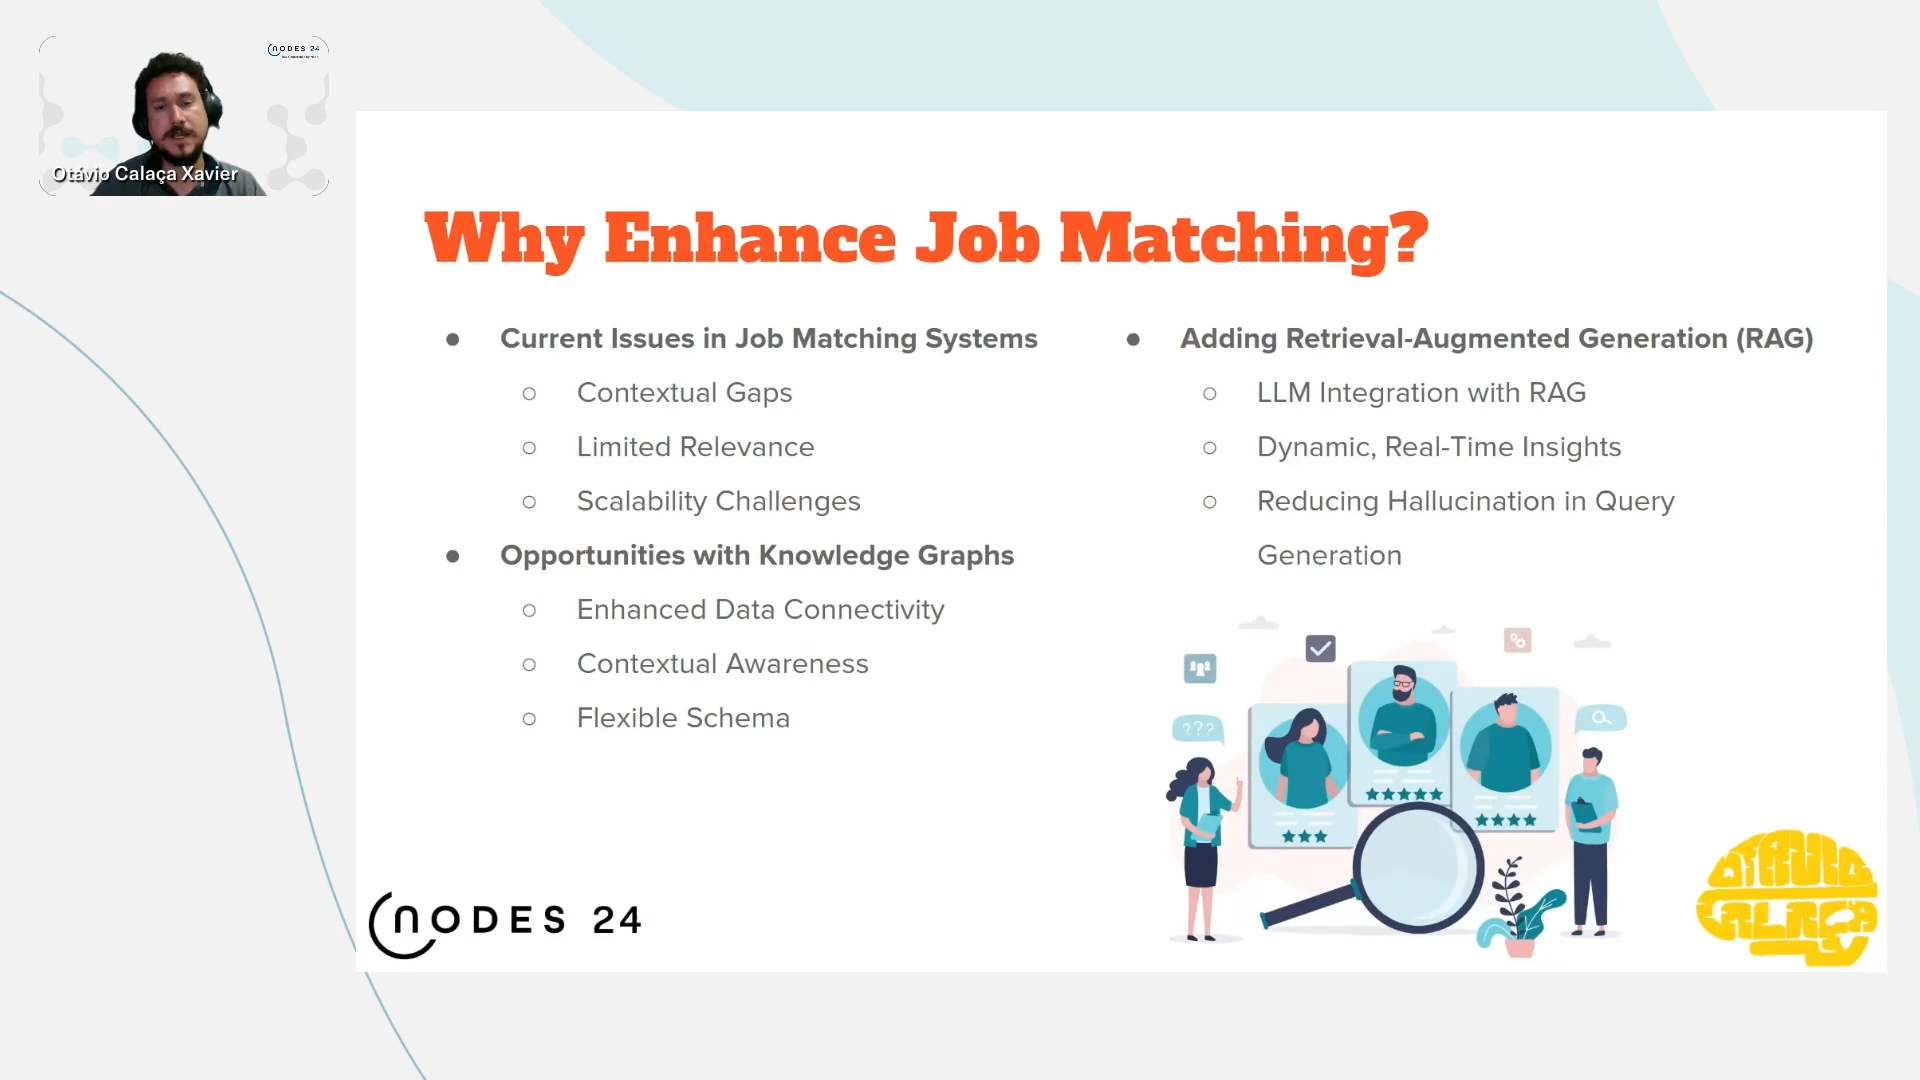 NODES 24
Otávio Calaça Xavier
Why Enhance Job Matching?
● Current Issues in Job Matching Systems
○ Contextual Gaps
○ Limited Relevance
○ Scalability Challenges
● Opportunities with Knowledge Graphs
○ Enhanced Data Connectivity
○ Contextual Awareness
○ Flexible Schema
● Adding Retrieval-Augmented Generation (RAG)
○ LLM Integration with RAG
○ Dynamic, Real-Time Insights
○ Reducing Hallucination in Query
Generation
???
NODES 24
OTAVIO
CALAÇA